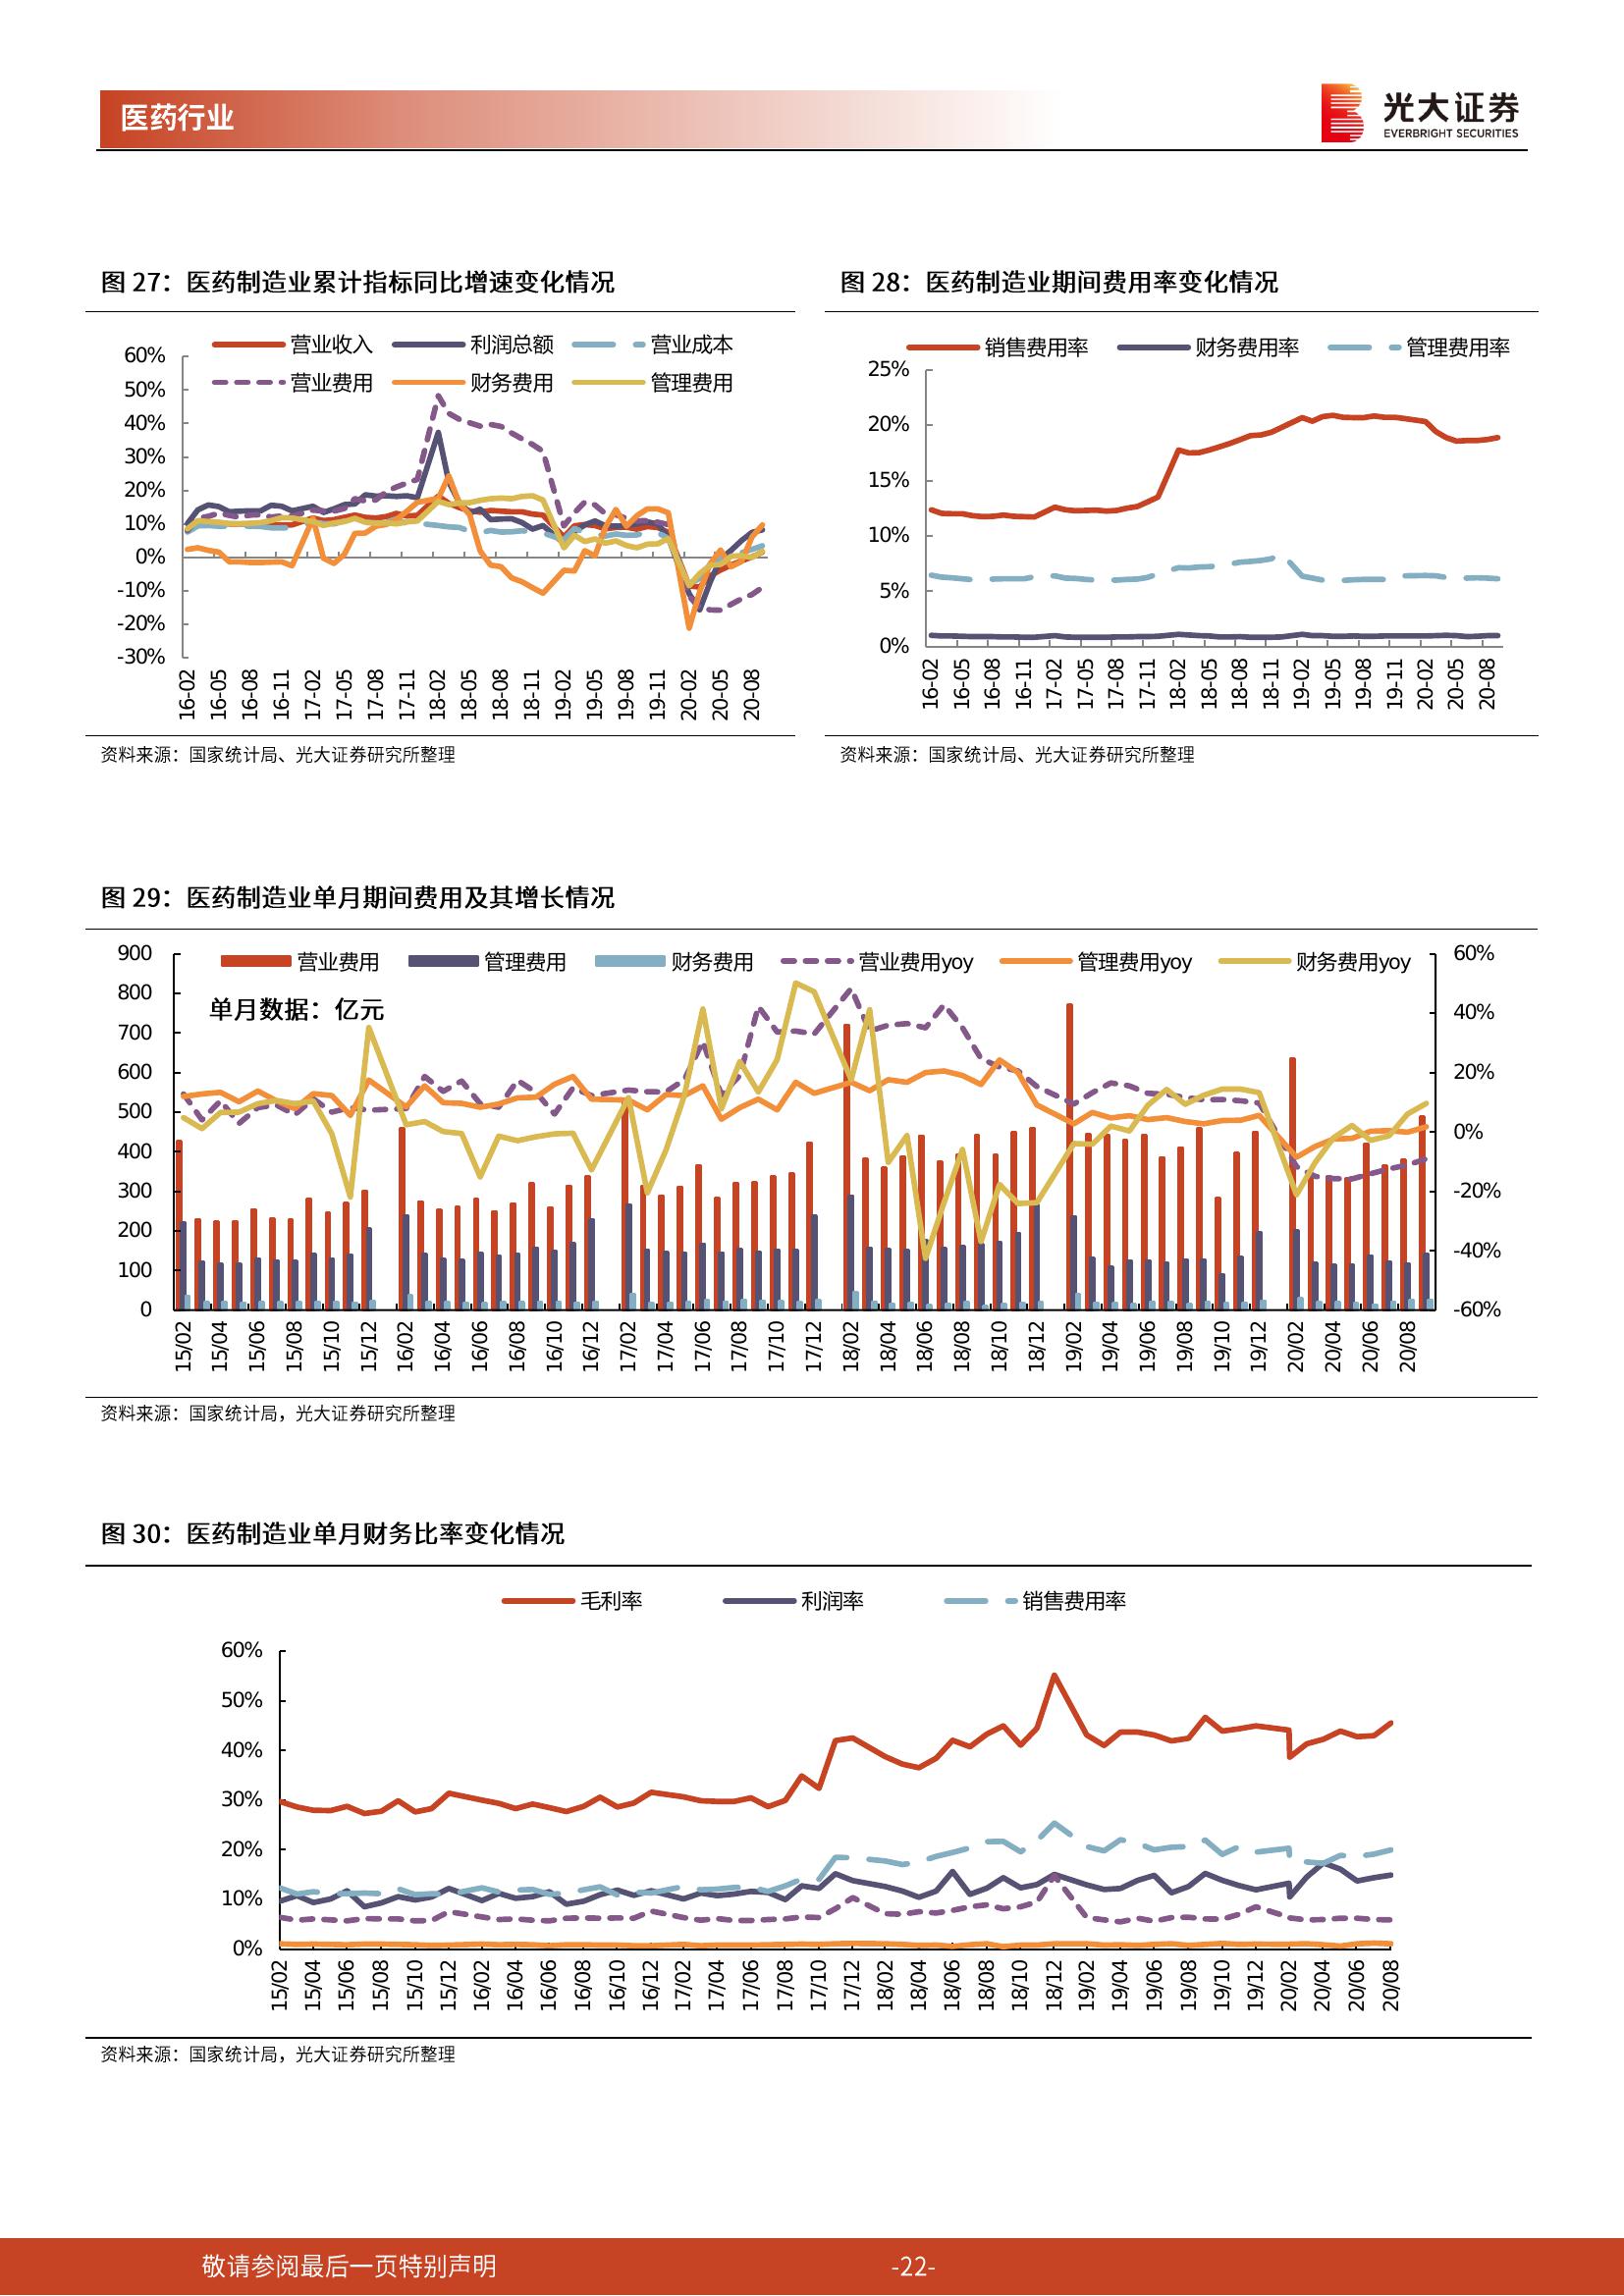 医药行业
光大证券
EVERBRIGHT SECURITIES
图 27：医药制造业累计指标同比增速变化情况
营业收入 利润总额 营业成本
营业费用 财务费用 管理费用
60%
50%
40%
30%
20%
10%
0%
-10%
-20%
-30%
16-02 16-05 16-08 16-11 17-02 17-05 17-08 17-11 18-02 18-05 18-08 18-11 19-02 19-05 19-08 19-11 20-02 20-05 20-08
资料来源：国家统计局、光大证券研究所整理
图 28：医药制造业期间费用率变化情况
销售费用率 财务费用率 管理费用率
25%
20%
15%
10%
5%
0%
16-02 16-05 16-08 16-11 17-02 17-05 17-08 17-11 18-02 18-05 18-08 18-11 19-02 19-05 19-08 19-11 20-02 20-05 20-08
资料来源：国家统计局、光大证券研究所整理
图 29：医药制造业单月期间费用及其增长情况
营业费用 管理费用 财务费用 营业费用yoy 管理费用yoy 财务费用yoy
单月数据：亿元
900
800
700
600
500
400
300
200
100
0
60%
40%
20%
0%
-20%
-40%
-60%
15/02 15/04 15/06 15/08 15/10 15/12 16/02 16/04 16/06 16/08 16/10 16/12 17/02 17/04 17/06 17/08 17/10 17/12 18/02 18/04 18/06 18/08 18/10 18/12 19/02 19/04 19/06 19/08 19/10 19/12 20/02 20/04 20/06 20/08
资料来源：国家统计局，光大证券研究所整理
图 30：医药制造业单月财务比率变化情况
毛利率 利润率 销售费用率
60%
50%
40%
30%
20%
10%
0%
15/02 15/04 15/06 15/08 15/10 15/12 16/02 16/04 16/06 16/08 16/10 16/12 17/02 17/04 17/06 17/08 17/10 17/12 18/02 18/04 18/06 18/08 18/10 18/12 19/02 19/04 19/06 19/08 19/10 19/12 20/02 20/04 20/06 20/08
资料来源：国家统计局，光大证券研究所整理
敬请参阅最后一页特别声明
-22-